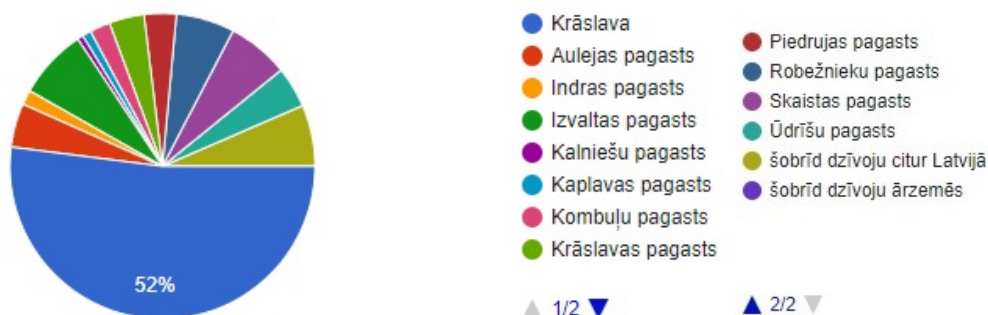 52%
Krāslava
Aulejas pagasts
Indras pagasts
Izvaltas pagasts
Kalniešu pagasts
Kaplavas pagasts
Kombuļu pagasts
Krāslavas pagasts
1/2
Piedrujas pagasts
Robežnieku pagasts
Skaistas pagasts
Ūdrīšu pagasts
šobrīd dzīvoju citur Latvijā
šobrīd dzīvoju ārzemēs
2/2